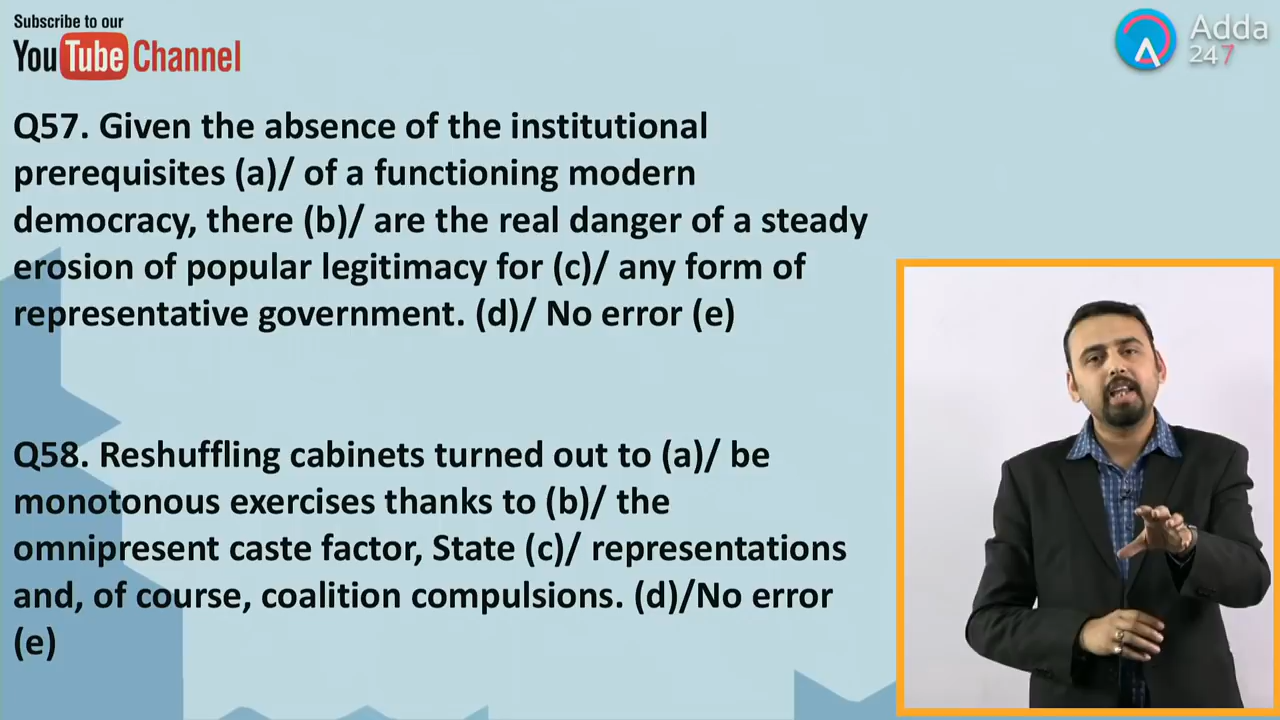 Subscribe to our
YouTube Channel
Adda
247
Q57. Given the absence of the institutional
prerequisites (a)/ of a functioning modern
democracy, there (b)/ are the real danger of a steady
erosion of popular legitimacy for (c)/ any form of
representative government. (d)/ No error (e)
Q58. Reshuffling cabinets turned out to (a)/ be
monotonous exercises thanks to (b)/ the
omnipresent caste factor, State (c)/ representations
and, of course, coalition compulsions. (d)/No error
(e)